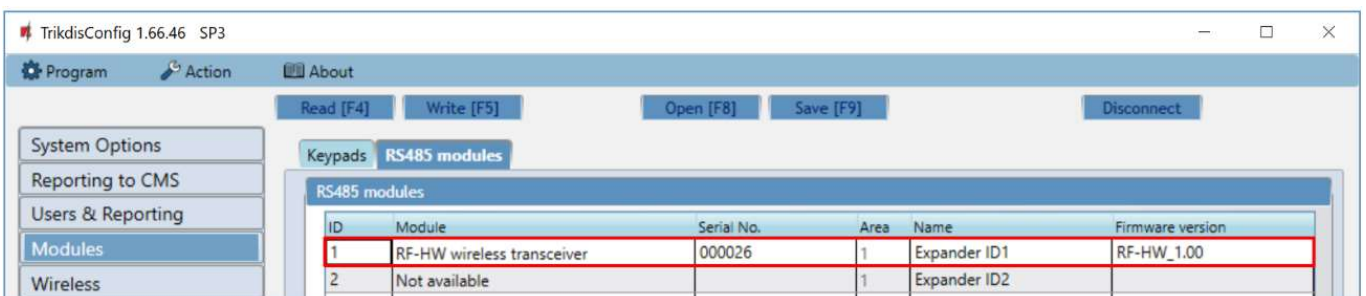 TrikdisConfig 1.66.46 SP3
Program Action About
Read [F4] Write [F5] Open [F8] Save [F9] Disconnect
System Options
Reporting to CMS
Users & Reporting
Modules
Wireless
Keypads RS485 modules
RS485 modules
ID Module Serial No. Area Name Firmware version
1 RF-HW wireless transceiver 000026 1 Expander ID1 RF-HW_1.00
2 Not available 1 Expander ID2